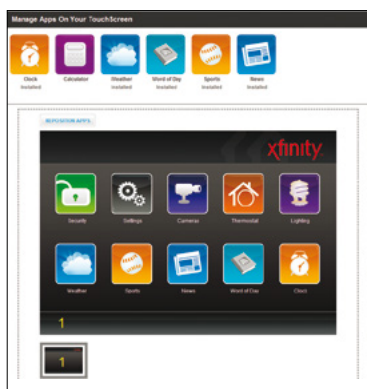 Manage Apps On Your TouchScreen
Clock Calculator Weather Word of Day Sports News
Installed Installed Installed Installed Installed
REPOSITION APPS
xfinity
Security Settings Cameras Thermostat Lighting
Weather Sports News Word of Day Clock
1
1